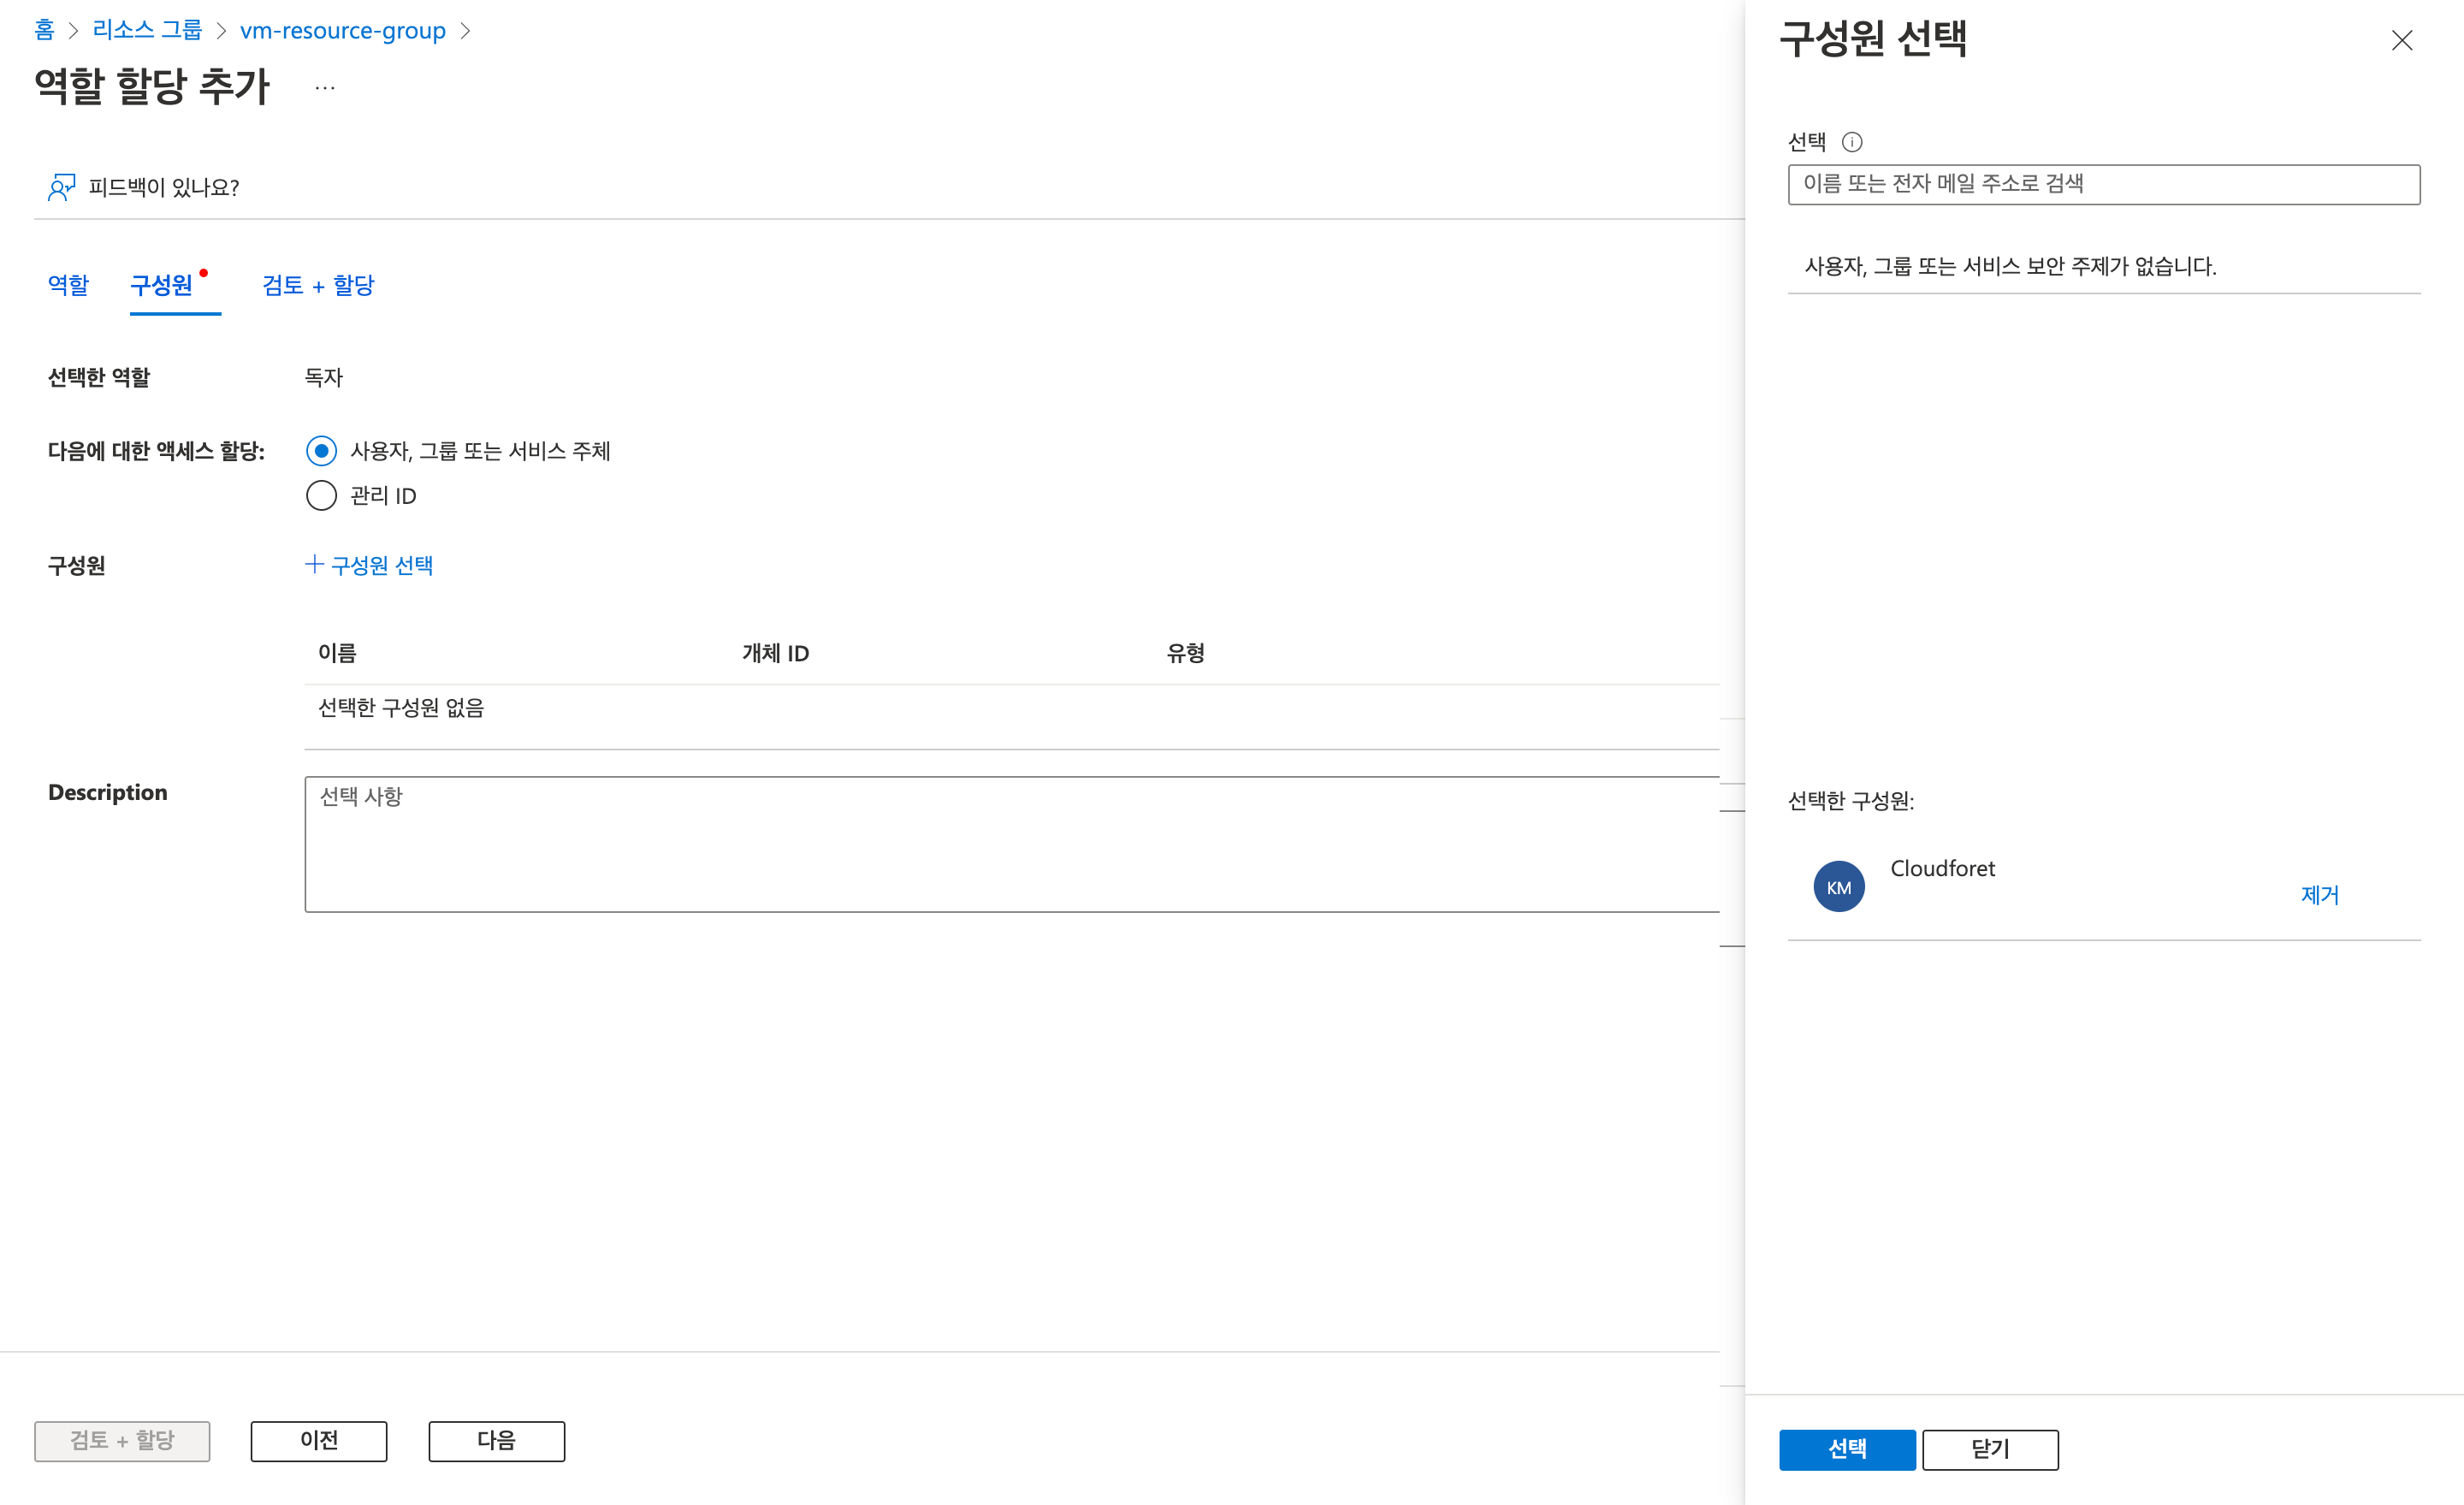 홈 > 리소스 그룹 > vm-resource-group >
역할 할당 추가 ...
피드백이 있나요?
역할 구성원 검토 + 할당
선택한 역할 독자
다음에 대한 액세스 할당: 사용자, 그룹 또는 서비스 주체
관리 ID
구성원 + 구성원 선택
이름 개체 ID 유형
선택한 구성원 없음
Description 선택 사항
검토 + 할당 이전 다음
구성원 선택
선택
이름 또는 전자 메일 주소로 검색
사용자, 그룹 또는 서비스 보안 주제가 없습니다.
선택한 구성원:
KM Cloudforet
제거
선택 닫기